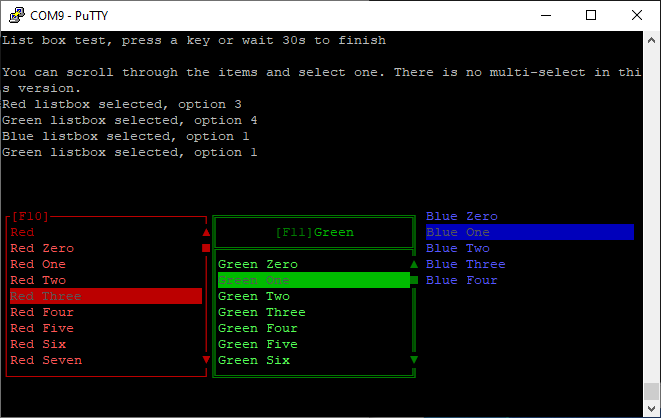 COM9 - PuTTY
List box test, press a key or wait 30s to finish
You can scroll through the items and select one. There is no multi-select in thi
s version.
Red listbox selected, option 3
Green listbox selected, option 4
Blue listbox selected, option 1
Green listbox selected, option 1
[F10]
Red
Red Zero
Red One
Red Two
Red Three
Red Four
Red Five
Red Six
Red Seven
[F11]Green
Green Zero
Green One
Green Two
Green Three
Green Four
Green Five
Green Six
Blue Zero
Blue One
Blue Two
Blue Three
Blue Four